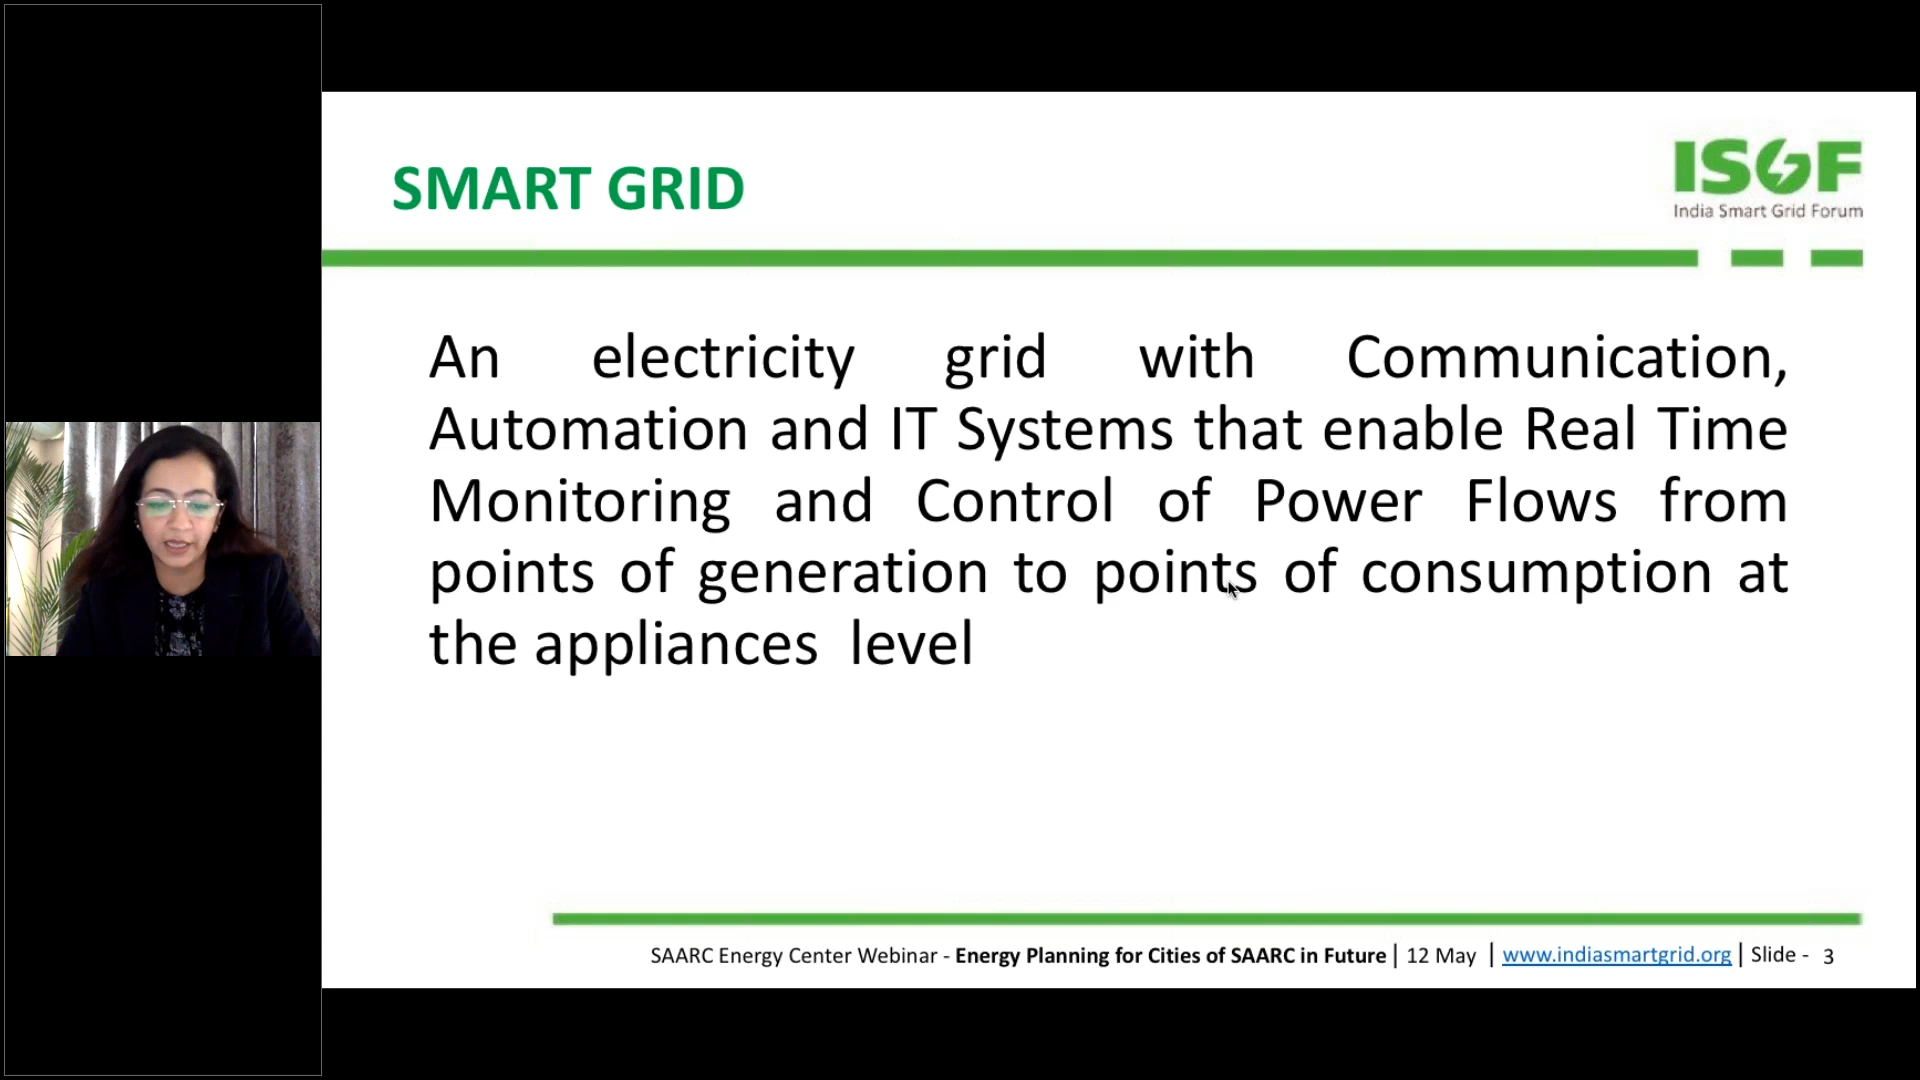 SMART GRID
ISGF
India Smart Grid Forum
An electricity grid with Communication,
Automation and IT Systems that enable Real Time
Monitoring and Control of Power Flows from
points of generation to points of consumption at
the appliances level
SAARC Energy Center Webinar - Energy Planning for Cities of SAARC in Future | 12 May | www.indiasmartgrid.org | Slide - 3